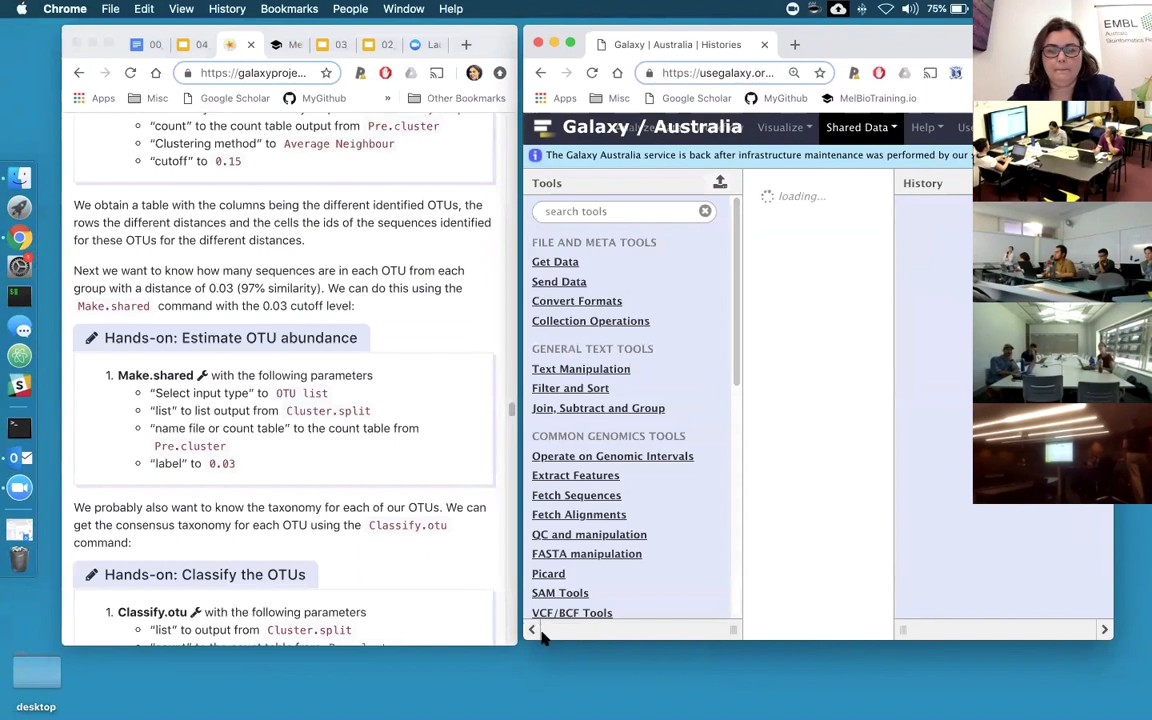 Chrome File Edit View History Bookmarks People Window Help 75%
00 04 Me 03 02 La
https://galaxyproje
Apps Misc Google Scholar MyGithub » Other Bookmarks
"count" to the count table output from Pre.cluster
"Clustering method" to Average Neighbour
"cutoff" to 0.15
We obtain a table with the columns being the different identified OTUs, the
rows the different distances and the cells the ids of the sequences identified
for these OTUs for the different distances.
Next we want to know how many sequences are in each OTU from each
group with a distance of 0.03 (97% similarity). We can do this using the
Make.shared command with the 0.03 cutoff level:
Hands-on: Estimate OTU abundance
1. Make.shared with the following parameters
"Select input type" to OTU list
"list" to list output from Cluster.split
"name file or count table" to the count table from
Pre.cluster
"label" to 0.03
We probably also want to know the taxonomy for each of our OTUs. We can
get the consensus taxonomy for each OTU using the Classify.otu
command:
Hands-on: Classify the OTUs
1. Classify.otu with the following parameters
"list" to output from Cluster.split
Galaxy | Australia | Histories
https://usegalaxy.or...
Apps Misc Google Scholar MyGithub MelBioTraining.io
Galaxy / Australia Visualize Shared Data Help Use
The Galaxy Australia service is back after infrastructure maintenance was performed by our
Tools
search tools
FILE AND META TOOLS
Get Data
Send Data
Convert Formats
Collection Operations
GENERAL TEXT TOOLS
Text Manipulation
Filter and Sort
Join, Subtract and Group
COMMON GENOMICS TOOLS
Operate on Genomic Intervals
Extract Features
Fetch Sequences
Fetch Alignments
QC and manipulation
FASTA manipulation
Picard
SAM Tools
VCF/BCF Tools
loading...
History
EMBL
desktop